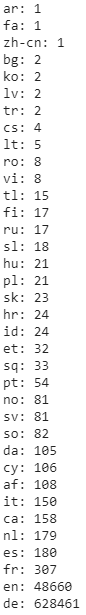 ar: 1
fa: 1
zh-cn: 1
bg: 2
ko: 2
lv: 2
tr: 2
cs: 4
lt: 5
ro: 8
vi: 8
tl: 15
fi: 17
ru: 17
sl: 18
hu: 21
pl: 21
sk: 23
hr: 24
id: 24
et: 32
sq: 33
pt: 54
no: 81
sv: 81
so: 82
da: 105
cy: 106
af: 108
it: 150
ca: 158
nl: 179
es: 180
fr: 307
en: 48660
de: 628461